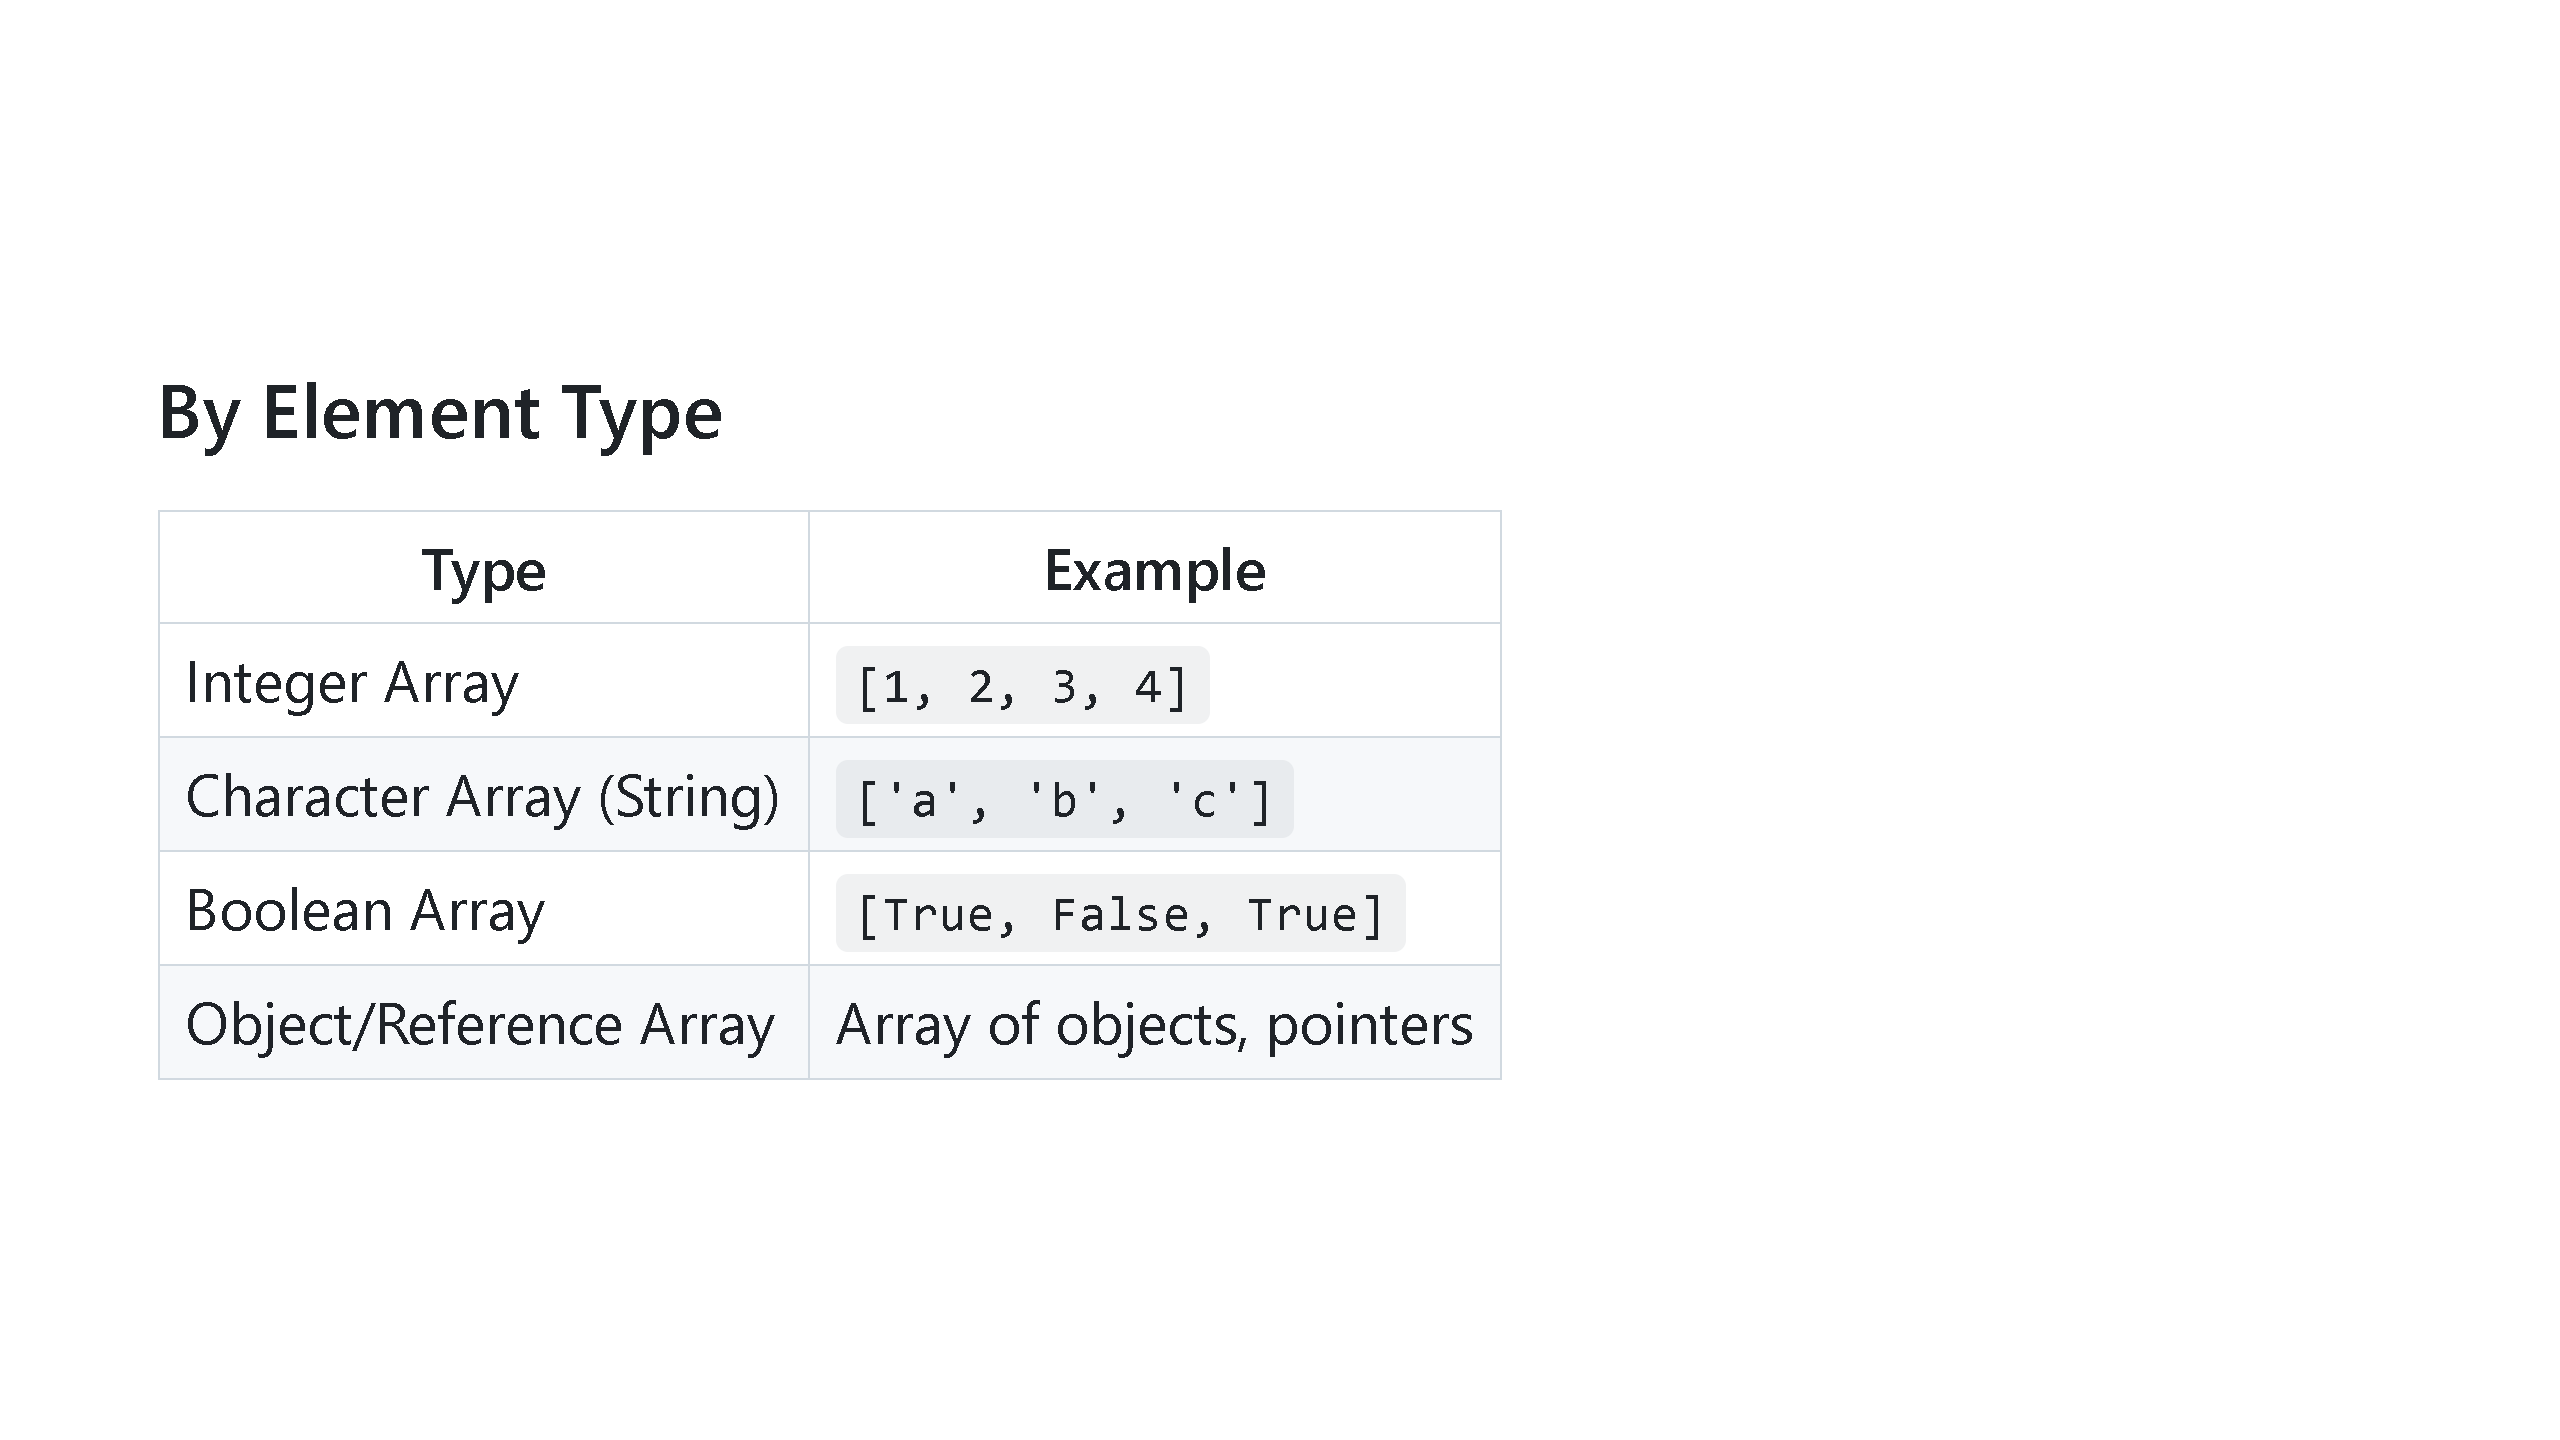 By Element Type
Type Example
Integer Array [1, 2, 3, 4]
Character Array (String) ['a', 'b', 'c']
Boolean Array [True, False, True]
Object/Reference Array Array of objects, pointers